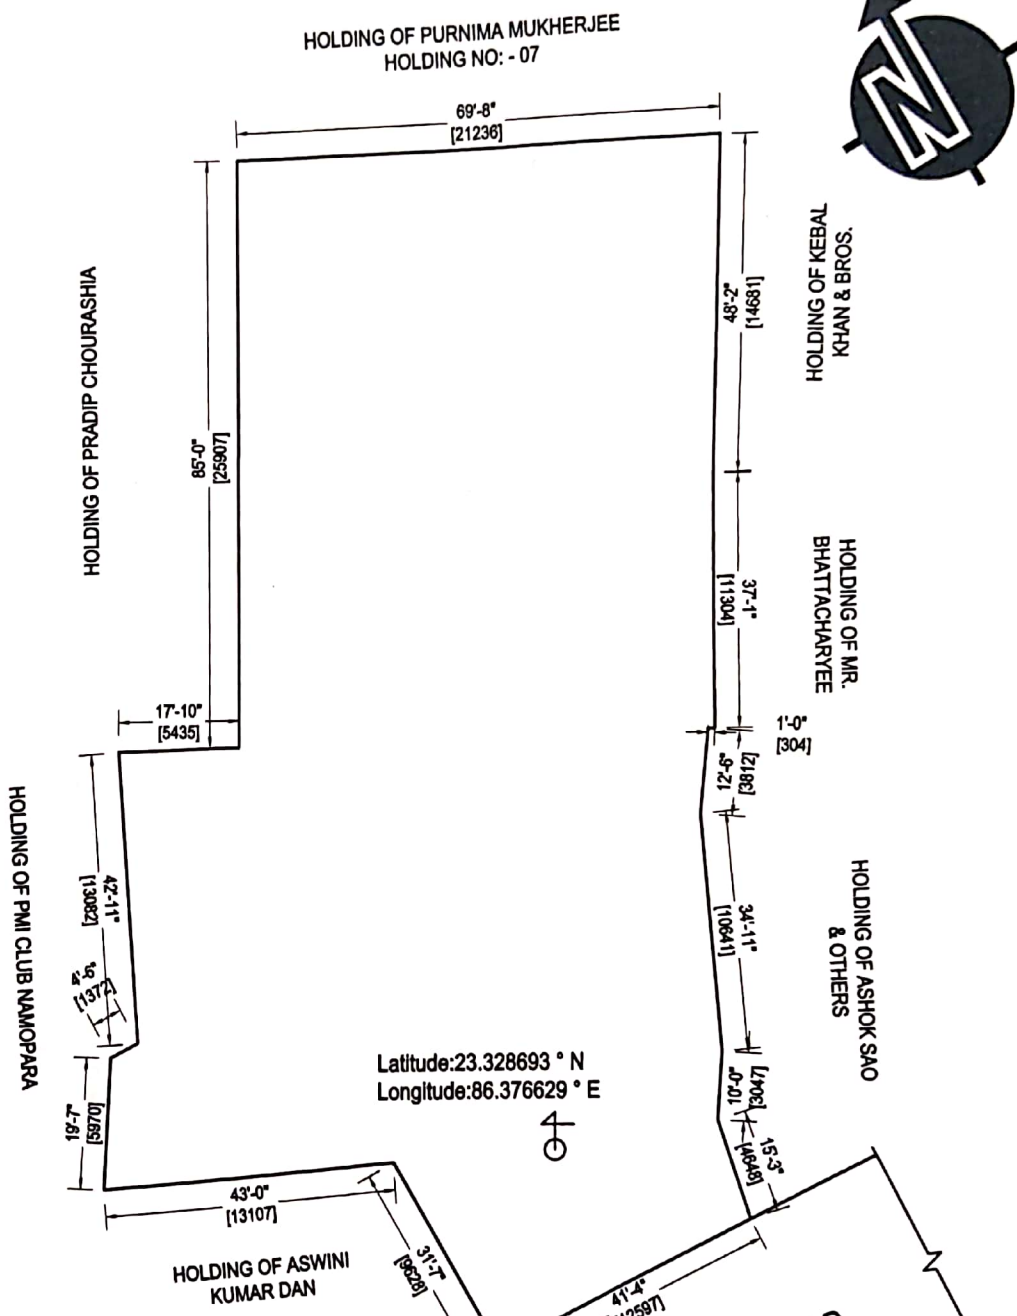 HOLDING OF PURNIMA MUKHERJEE
HOLDING NO: - 07
N
69'-8"
[21236]
HOLDING OF KEBAL
KHAN & BROS.
48'-2"
[14681]
HOLDING OF PRADIP CHOURASHIA
85'-0"
[25907]
37'-1"
[11304]
HOLDING OF MR.
BHATTACHARYEE
17'-10"
[5435]
1'-0"
[304]
12'-6"
[3812]
HOLDING OF PMI CLUB NAMOPARA
42'-11"
[13082]
34'-11"
[10641]
HOLDING OF ASHOK SAO
& OTHERS
4'-6"
[1372]
Latitude:23.328693 ° N
Longitude:86.376629 ° E
10'-0"
[3047]
19'-7"
[5970]
15'-3"
[4648]
43'-0"
[13107]
HOLDING OF ASWINI
KUMAR DAN
31'-7"
[9628]
41'-4"
[12597]